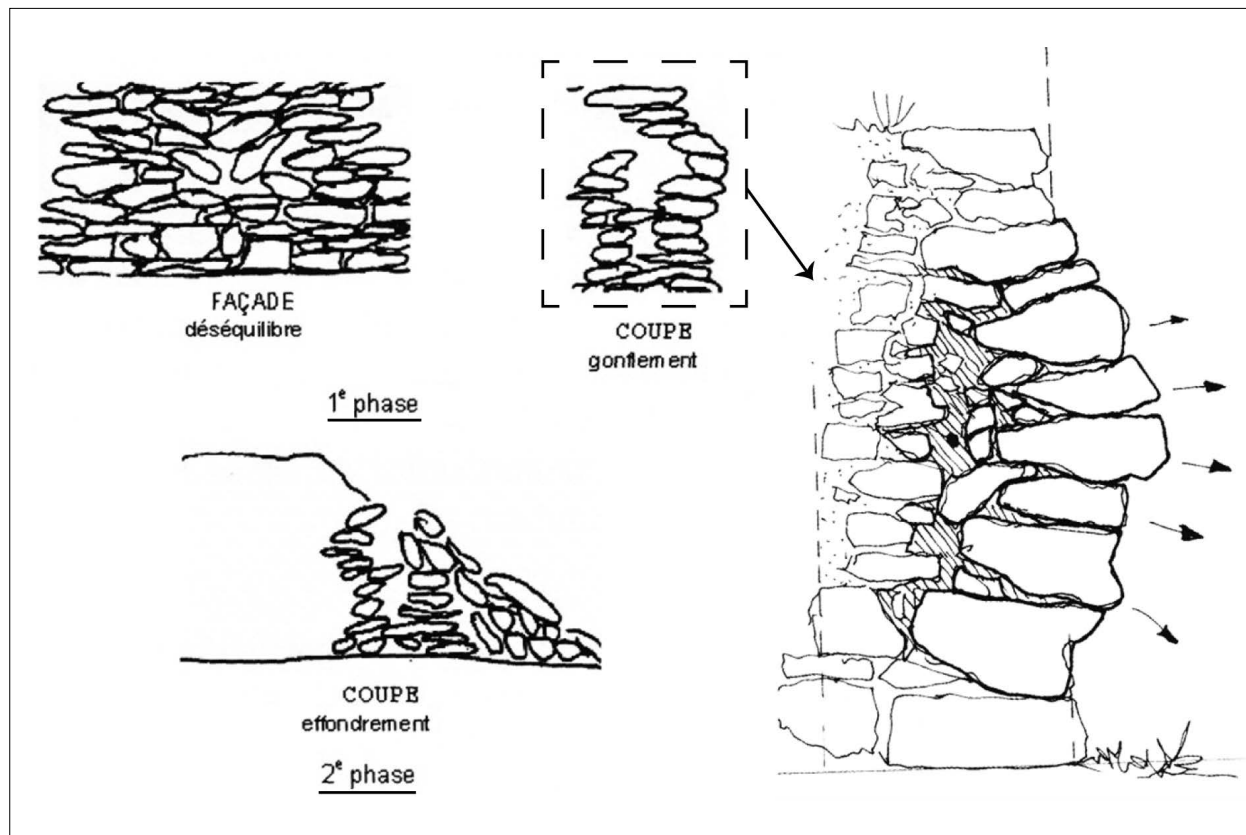 FAÇADE
déséquilibre
COUPE
gonflement
1e phase
COUPE
effondrement
2e phase